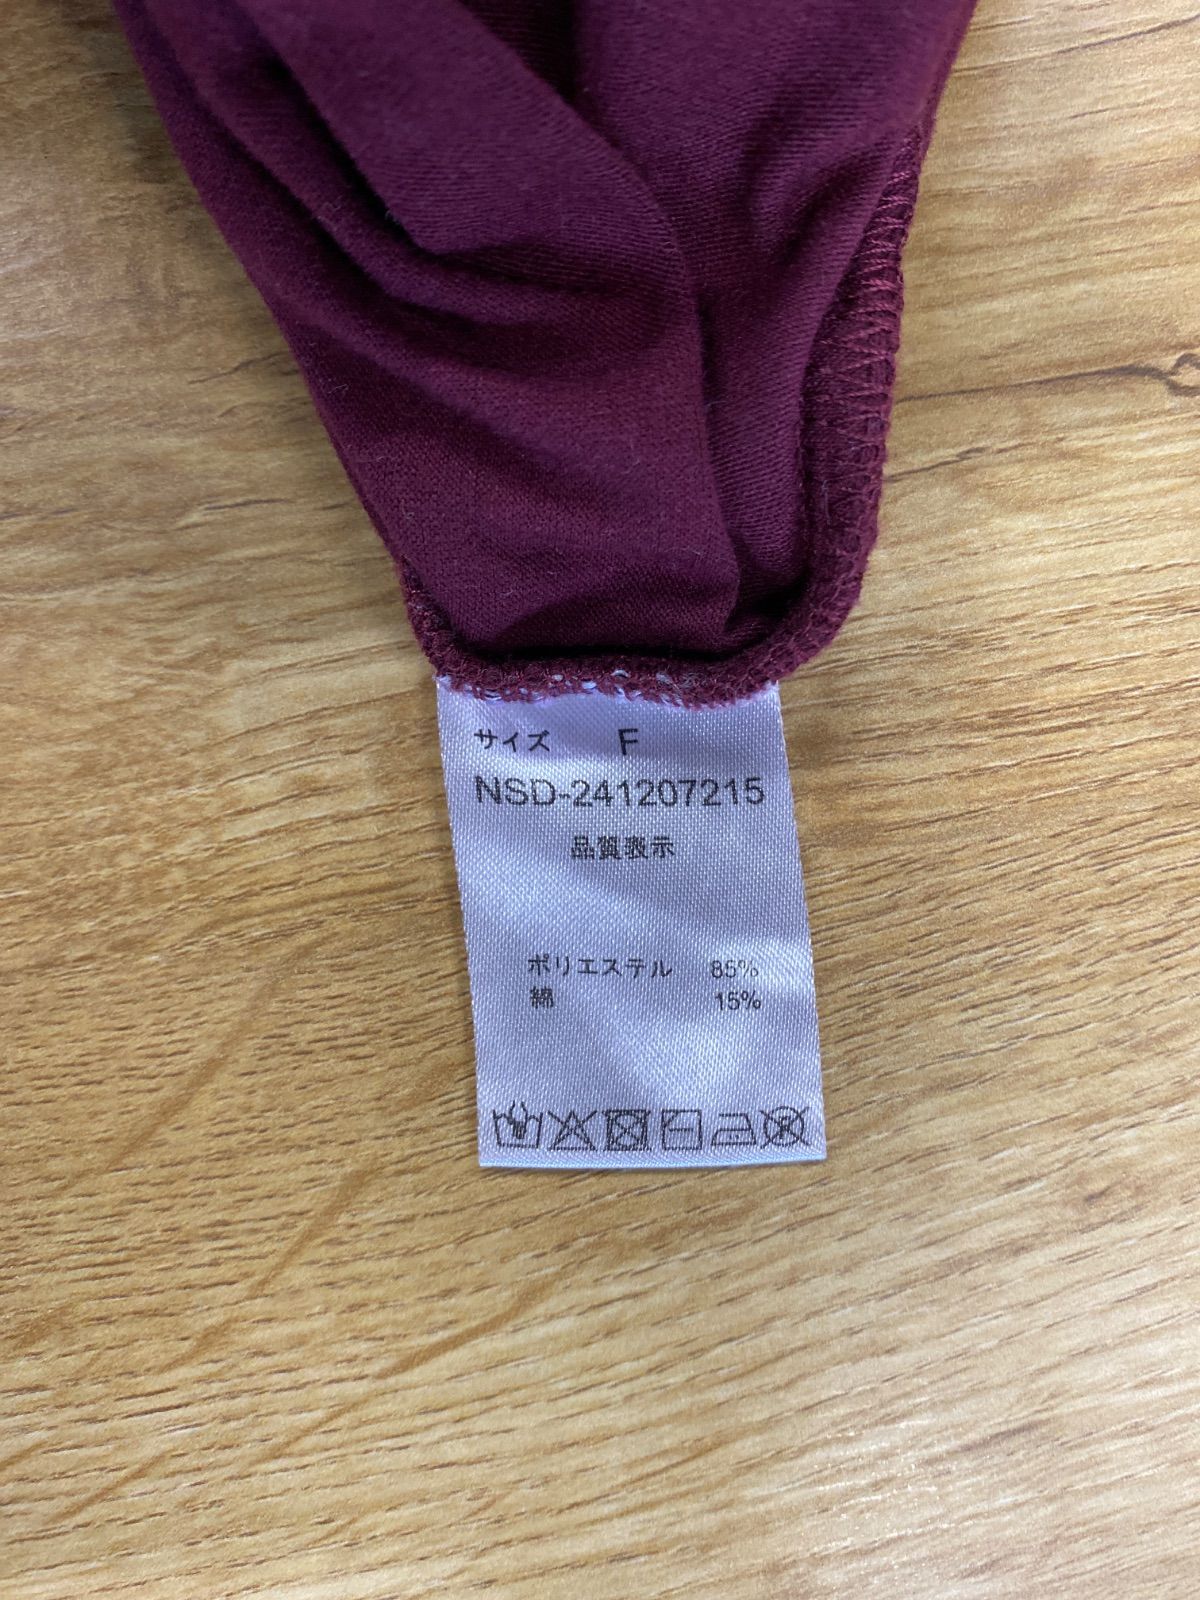 サイズ F
NSD-241207215
品質表示
ポリエステル 85%
綿 15%